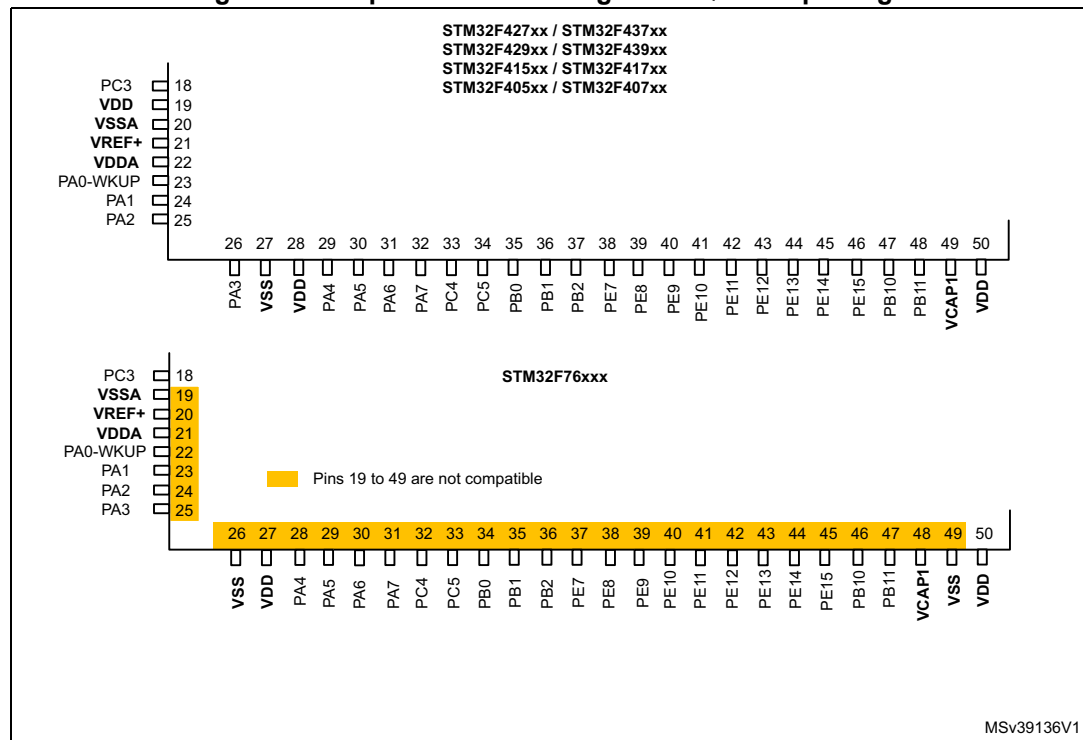 STM32F427xx / STM32F437xx
STM32F429xx / STM32F439xx
STM32F415xx / STM32F417xx
STM32F405xx / STM32F407xx
PC3 18
VDD 19
VSSA 20
VREF+ 21
VDDA 22
PA0-WKUP 23
PA1 24
PA2 25
26 27 28 29 30 31 32 33 34 35 36 37 38 39 40 41 42 43 44 45 46 47 48 49 50
PA3 VSS VDD PA4 PA5 PA6 PA7 PC4 PC5 PB0 PB1 PB2 PE7 PE8 PE9 PE10 PE11 PE12 PE13 PE14 PE15 PB10 PB11 VCAP1 VDD
STM32F76xxx
PC3 18
VSSA 19
VREF+ 20
VDDA 21
PA0-WKUP 22
PA1 23
PA2 24
PA3 25
Pins 19 to 49 are not compatible
26 27 28 29 30 31 32 33 34 35 36 37 38 39 40 41 42 43 44 45 46 47 48 49 50
VSS VDD PA4 PA5 PA6 PA7 PC4 PC5 PB0 PB1 PB2 PE7 PE8 PE9 PE10 PE11 PE12 PE13 PE14 PE15 PB10 PB11 VCAP1 VSS VDD
MSv39136V1